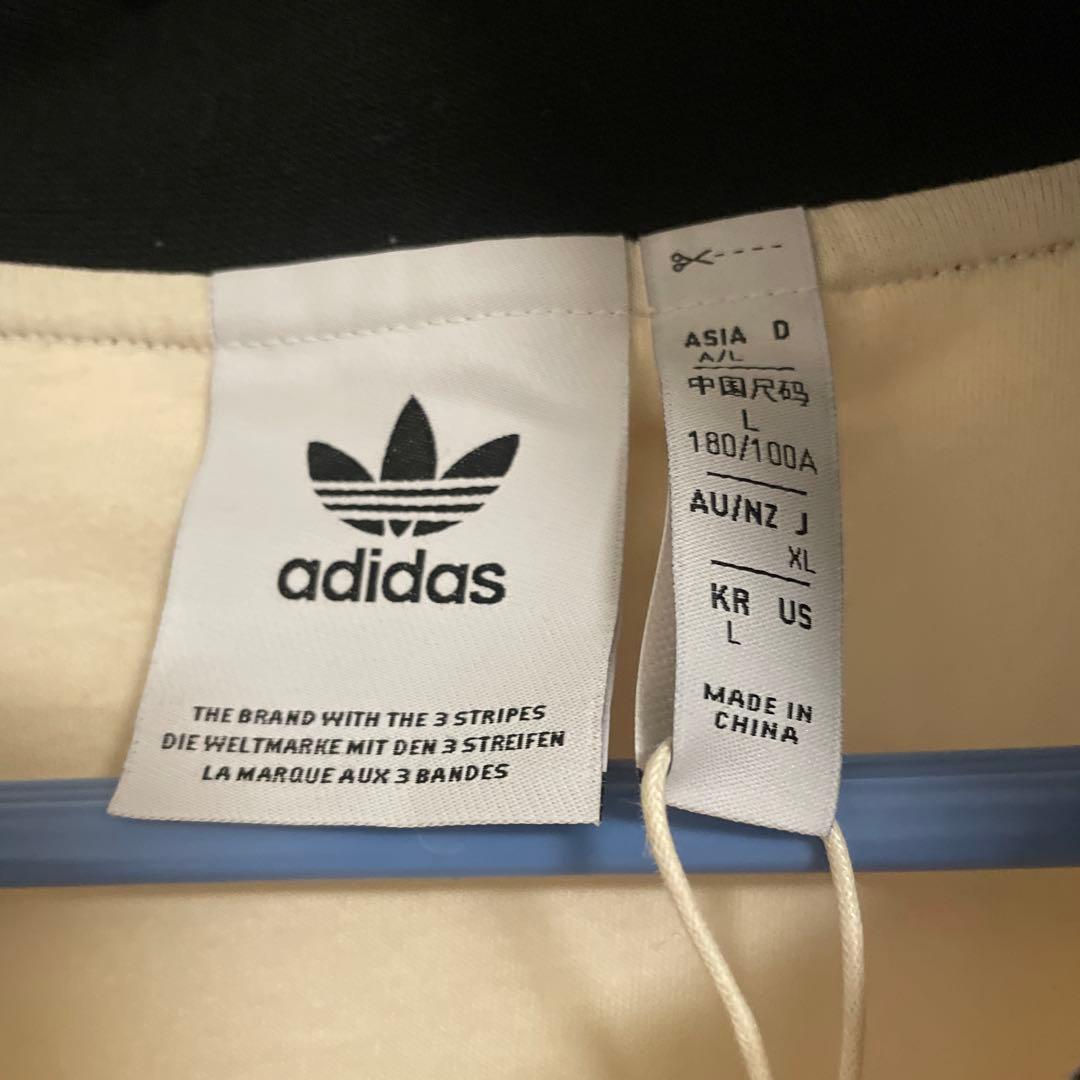 adidas
THE BRAND WITH THE 3 STRIPES
DIE WELTMARKE MIT DEN 3 STREIFEN
LA MARQUE AUX 3 BANDES
ASIA D
A/L
中国尺码
L
180/100A
AU/NZ J
XL
KR US
L
MADE IN
CHINA